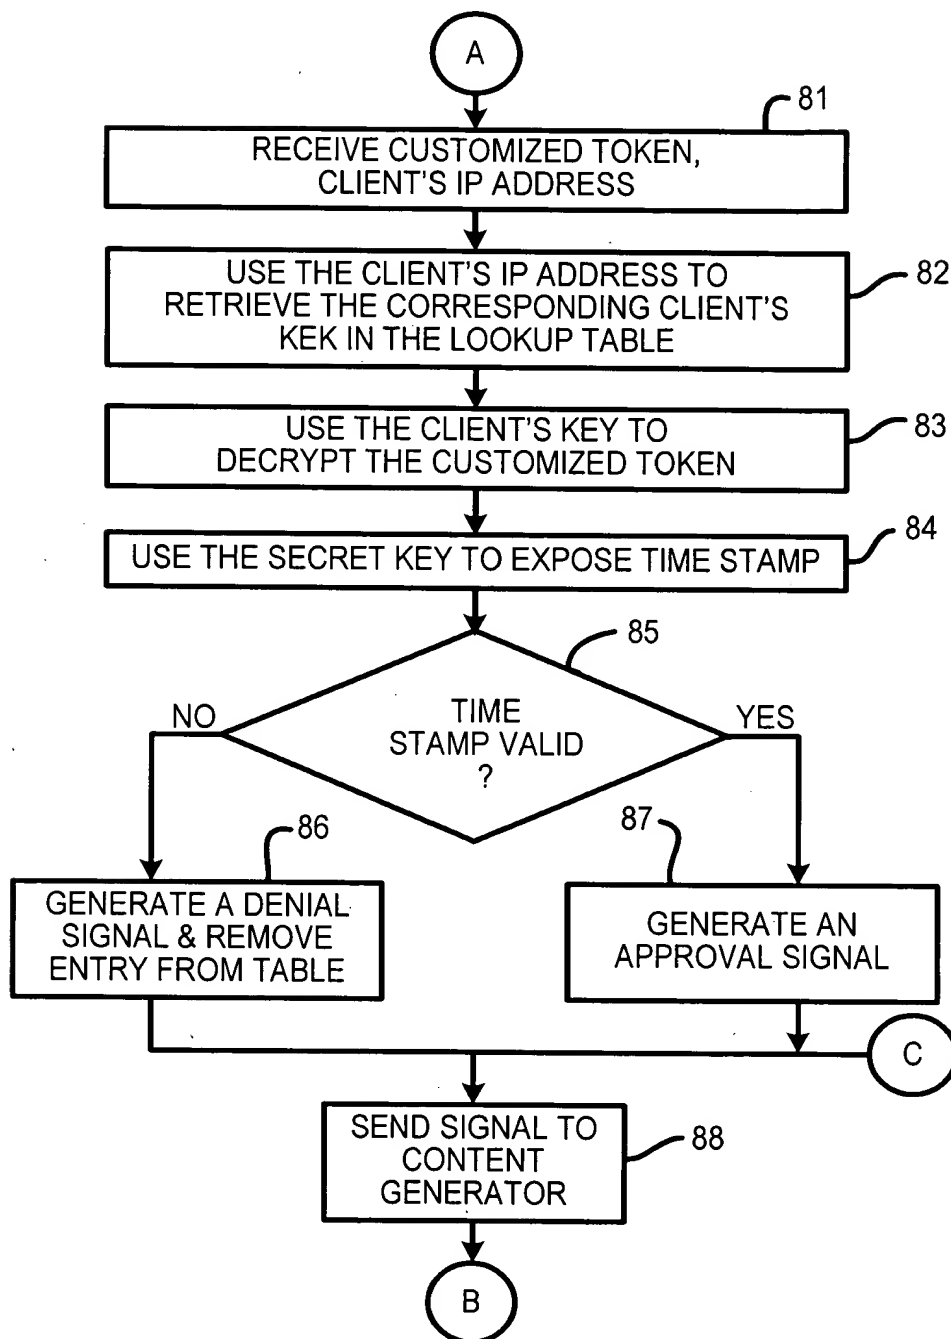 A
81
RECEIVE CUSTOMIZED TOKEN,
CLIENT'S IP ADDRESS
82
USE THE CLIENT'S IP ADDRESS TO
RETRIEVE THE CORRESPONDING CLIENT'S
KEK IN THE LOOKUP TABLE
83
USE THE CLIENT'S KEY TO
DECRYPT THE CUSTOMIZED TOKEN
84
USE THE SECRET KEY TO EXPOSE TIME STAMP
85
NO
TIME
STAMP VALID
?
YES
86
GENERATE A DENIAL
SIGNAL & REMOVE
ENTRY FROM TABLE
87
GENERATE AN
APPROVAL SIGNAL
C
SEND SIGNAL TO
CONTENT
GENERATOR
88
B